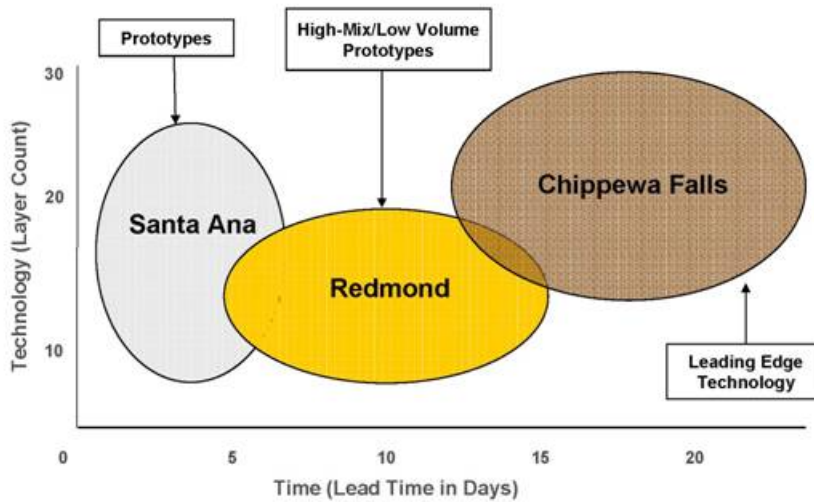 Prototypes
High-Mix/Low Volume
Prototypes
30
20
10
Technology (Layer Count)
Santa Ana
Redmond
Chippewa Falls
Leading Edge
Technology
0 5 10 15 20
Time (Lead Time in Days)